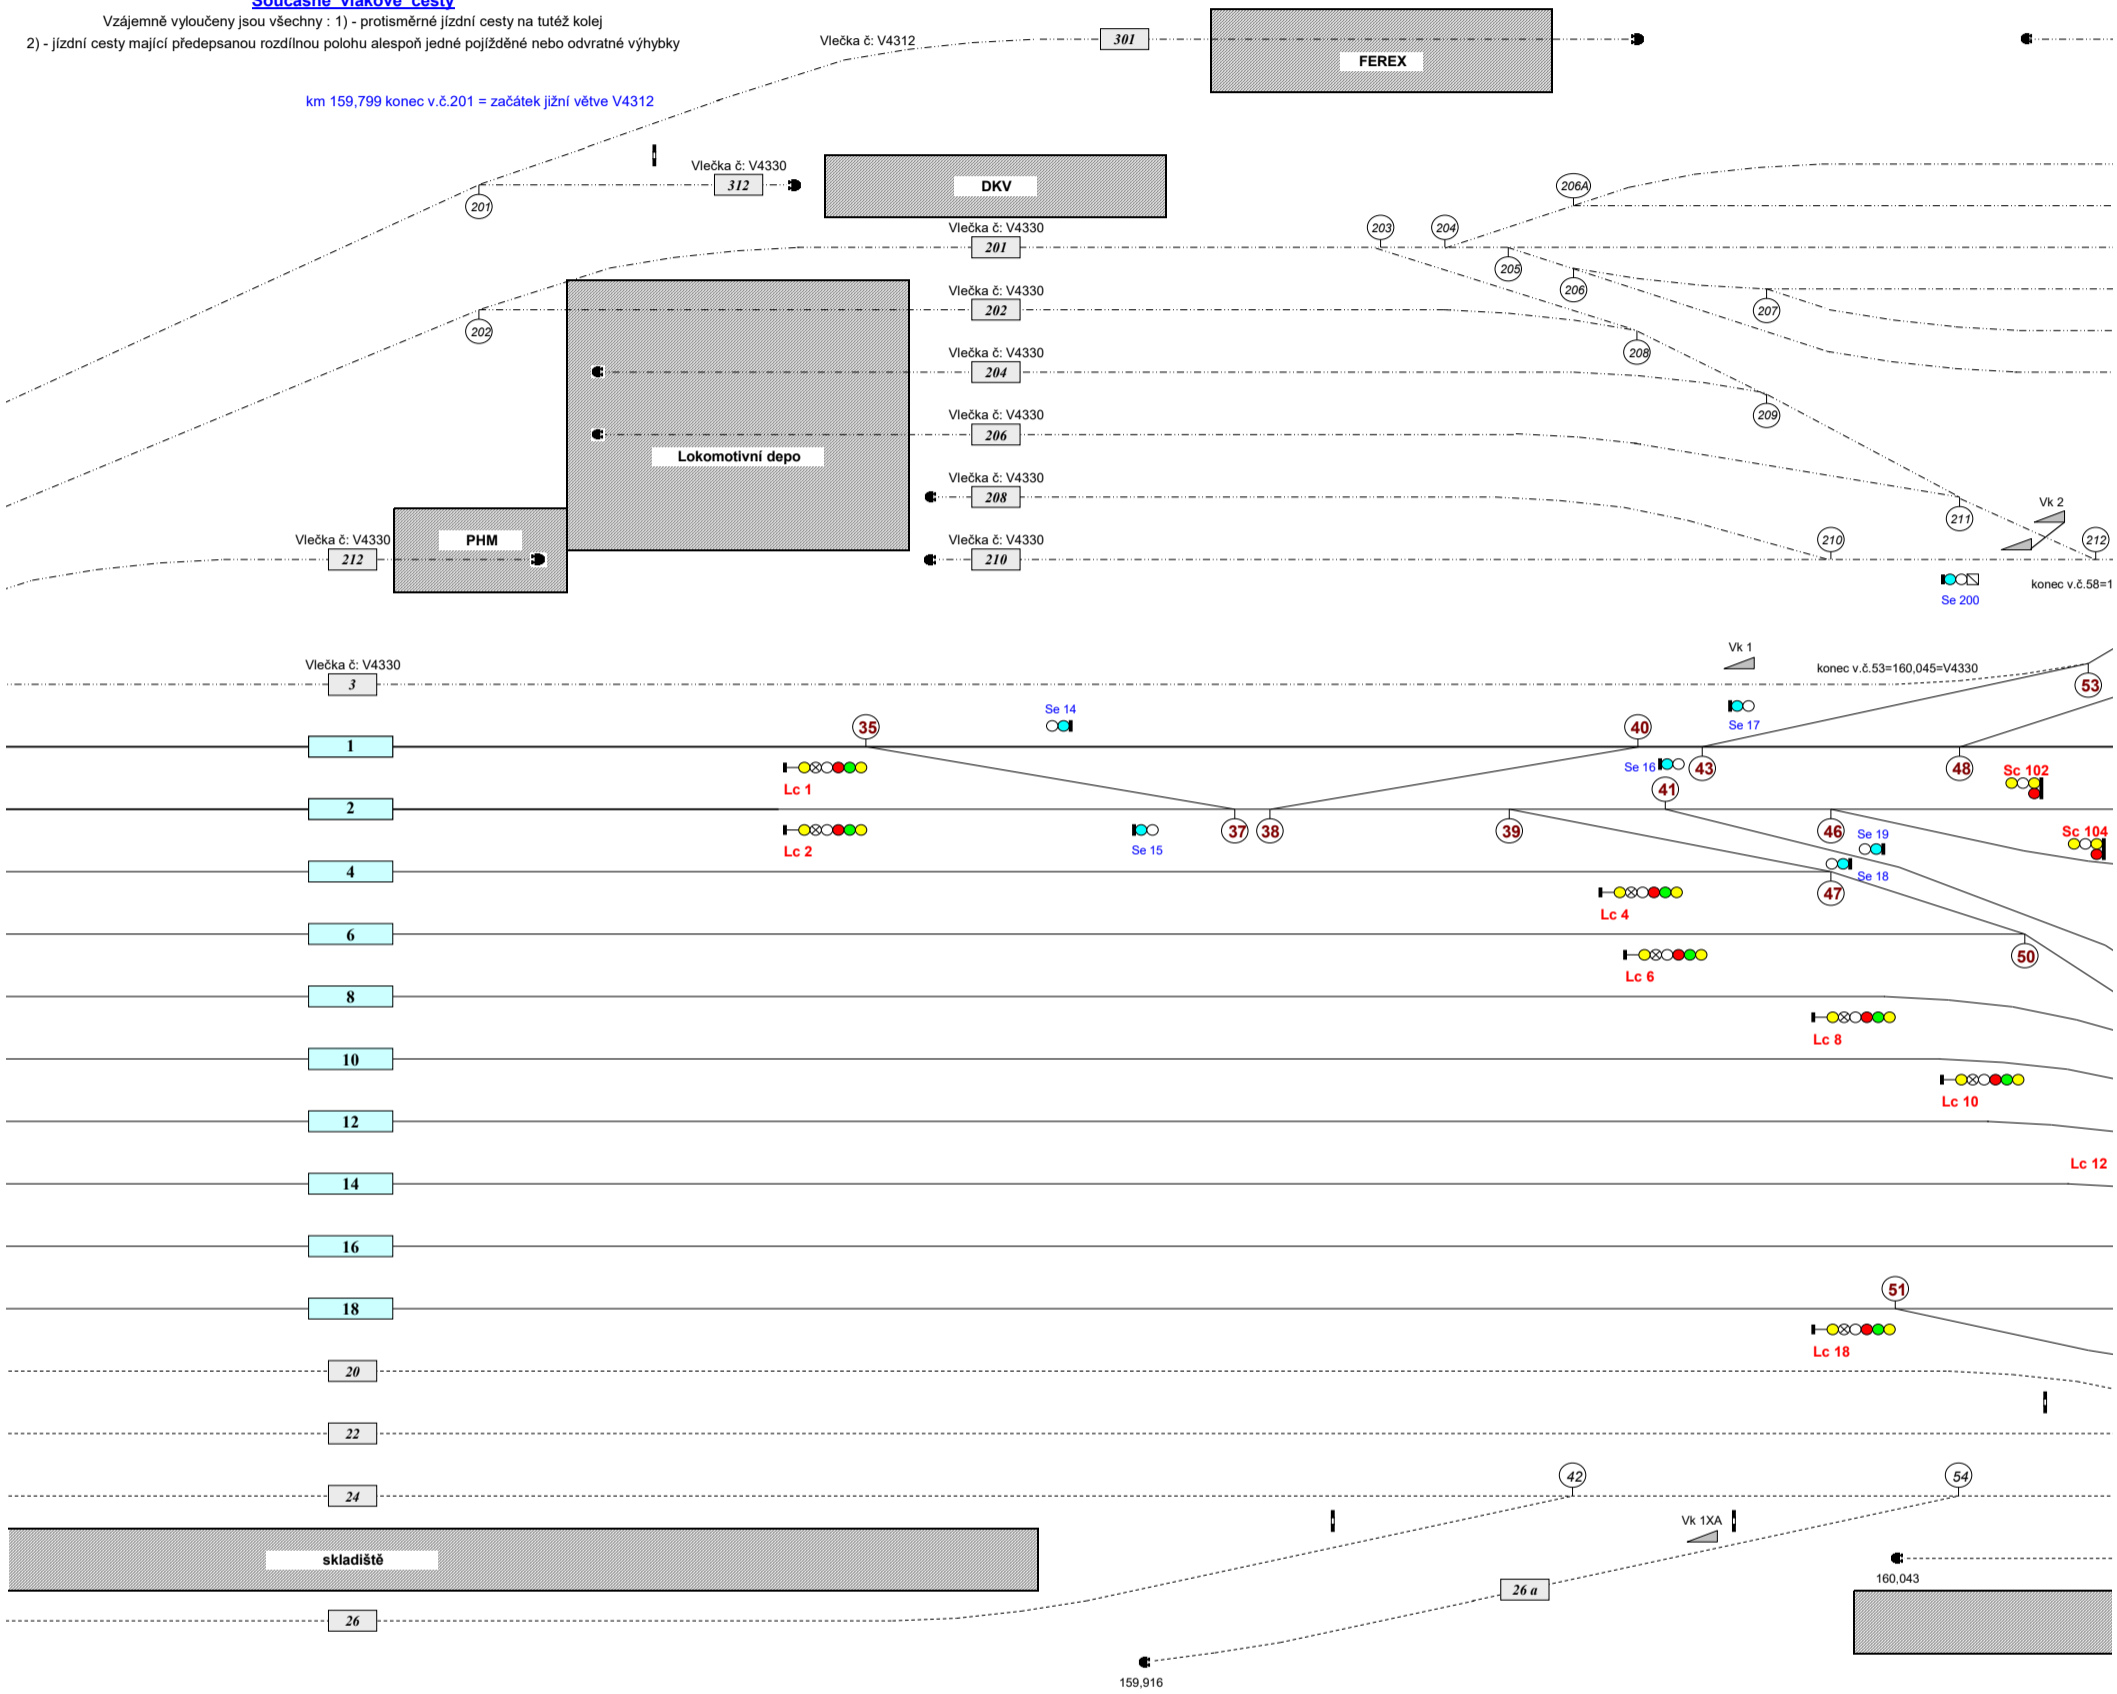 Současné vlakové cesty
Vzájemně vyloučeny jsou všechny : 1) - protisměrné jízdní cesty na tutéž kolej
2) - jízdní cesty mající předepsanou rozdílnou polohu alespoň jedné pojížděné nebo odvratné výhybky
Vlečka č: V4312
301
FEREX
km 159,799 konec v.č.201 = začátek jižní větve V4312
Vlečka č: V4330
312
DKV
201
206A
Vlečka č: V4330
201
203
204
205
206
207
Vlečka č: V4330
202
202
208
Vlečka č: V4330
204
209
Vlečka č: V4330
206
Lokomotivní depo
Vlečka č: V4330
208
211
Vk 2
Vlečka č: V4330
212
PHM
Vlečka č: V4330
210
210
212
Se 200
konec v.č.58=1
Vlečka č: V4330
3
Vk 1
konec v.č.53=160,045=V4330
53
Se 14
35
40
Se 17
1
Lc 1
Se 16
43
48
Sc 102
41
2
Lc 2
Se 15
37
38
39
46
Se 19
Sc 104
4
Se 18
47
Lc 4
6
50
Lc 6
8
Lc 8
10
Lc 10
12
Lc 12
14
16
51
18
Lc 18
20
22
42
54
24
Vk 1XA
skladiště
160,043
26 a
26
159,916